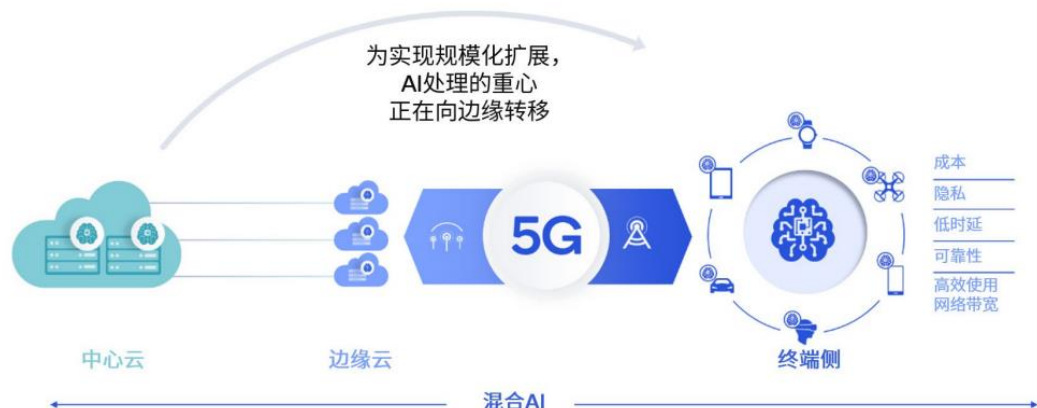 为实现规模化扩展，
AI处理的重心
正在向边缘转移
5G
成本
隐私
低时延
可靠性
高效使用
网络带宽
中心云
边缘云
终端侧
混合AI